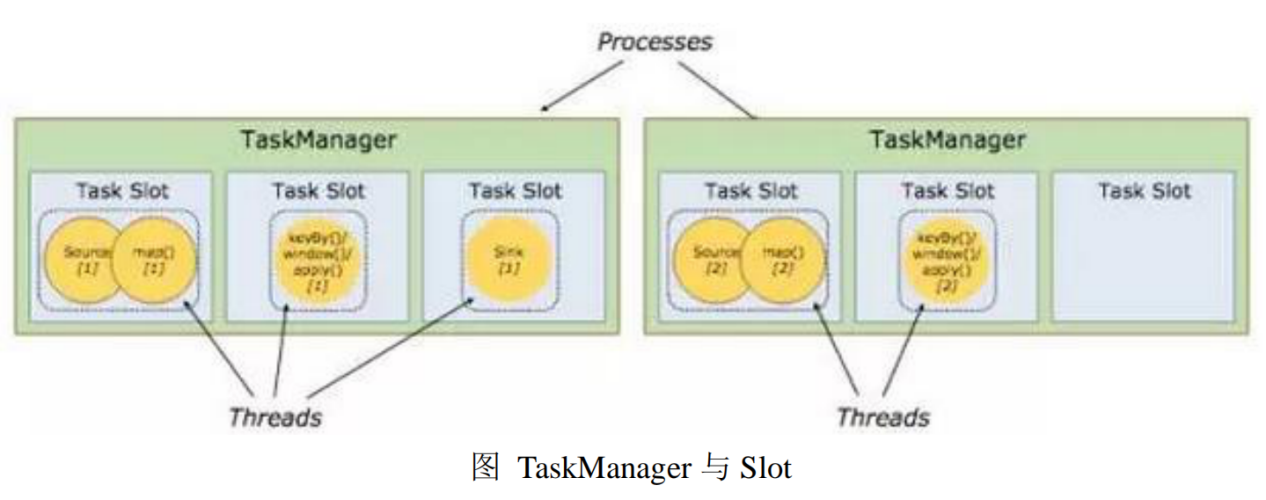 Processes
TaskManager
TaskManager
Task Slot
Task Slot
Task Slot
Task Slot
Task Slot
Task Slot
Source
[1]
map()
[1]
keyBy()/
window()/
apply()
[1]
Sink
[1]
Source
[2]
map()
[2]
keyBy()/
window()/
apply()
[2]
Threads
Threads
图 TaskManager 与 Slot